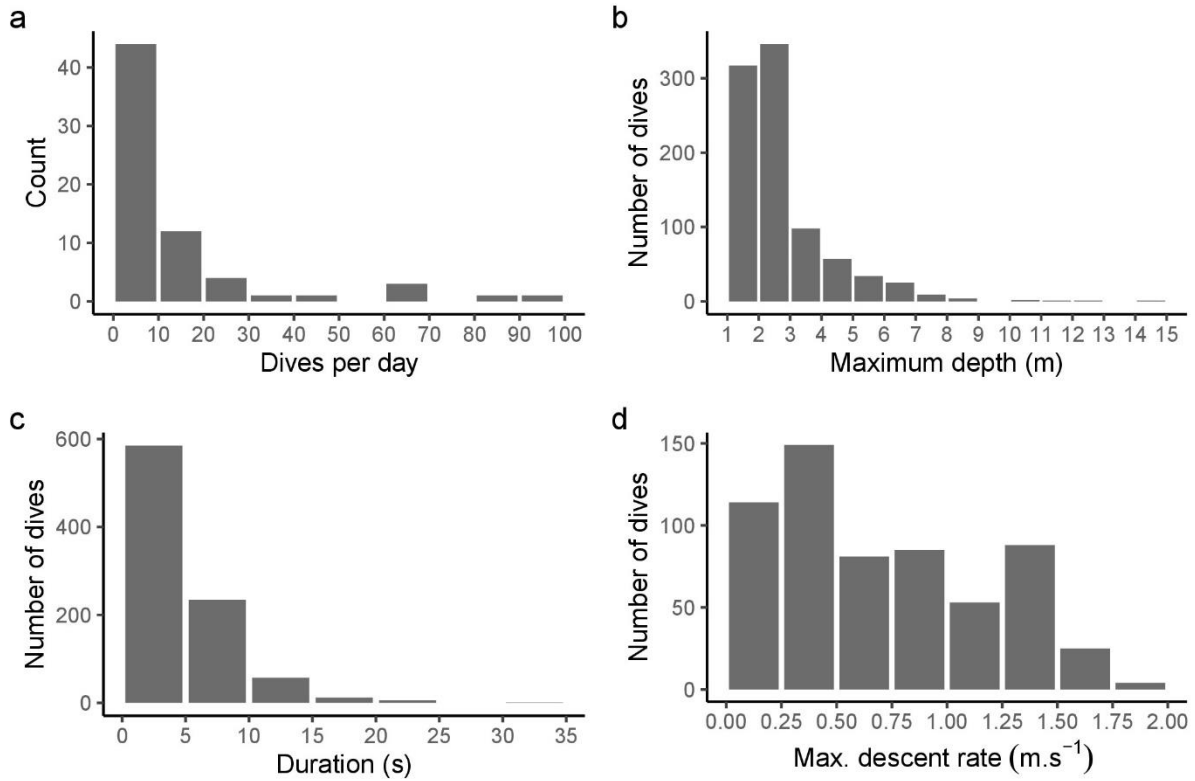 a
Count
40
30
20
10
0
0 10 20 30 40 50 60 70 80 90 100
Dives per day
b
Number of dives
300
200
100
0
1 2 3 4 5 6 7 8 9 10 11 12 13 14 15
Maximum depth (m)
c
Number of dives
600
400
200
0
0 5 10 15 20 25 30 35
Duration (s)
d
Number of dives
150
100
50
0
0.00 0.25 0.50 0.75 1.00 1.25 1.50 1.75 2.00
Max. descent rate (m.s⁻¹)